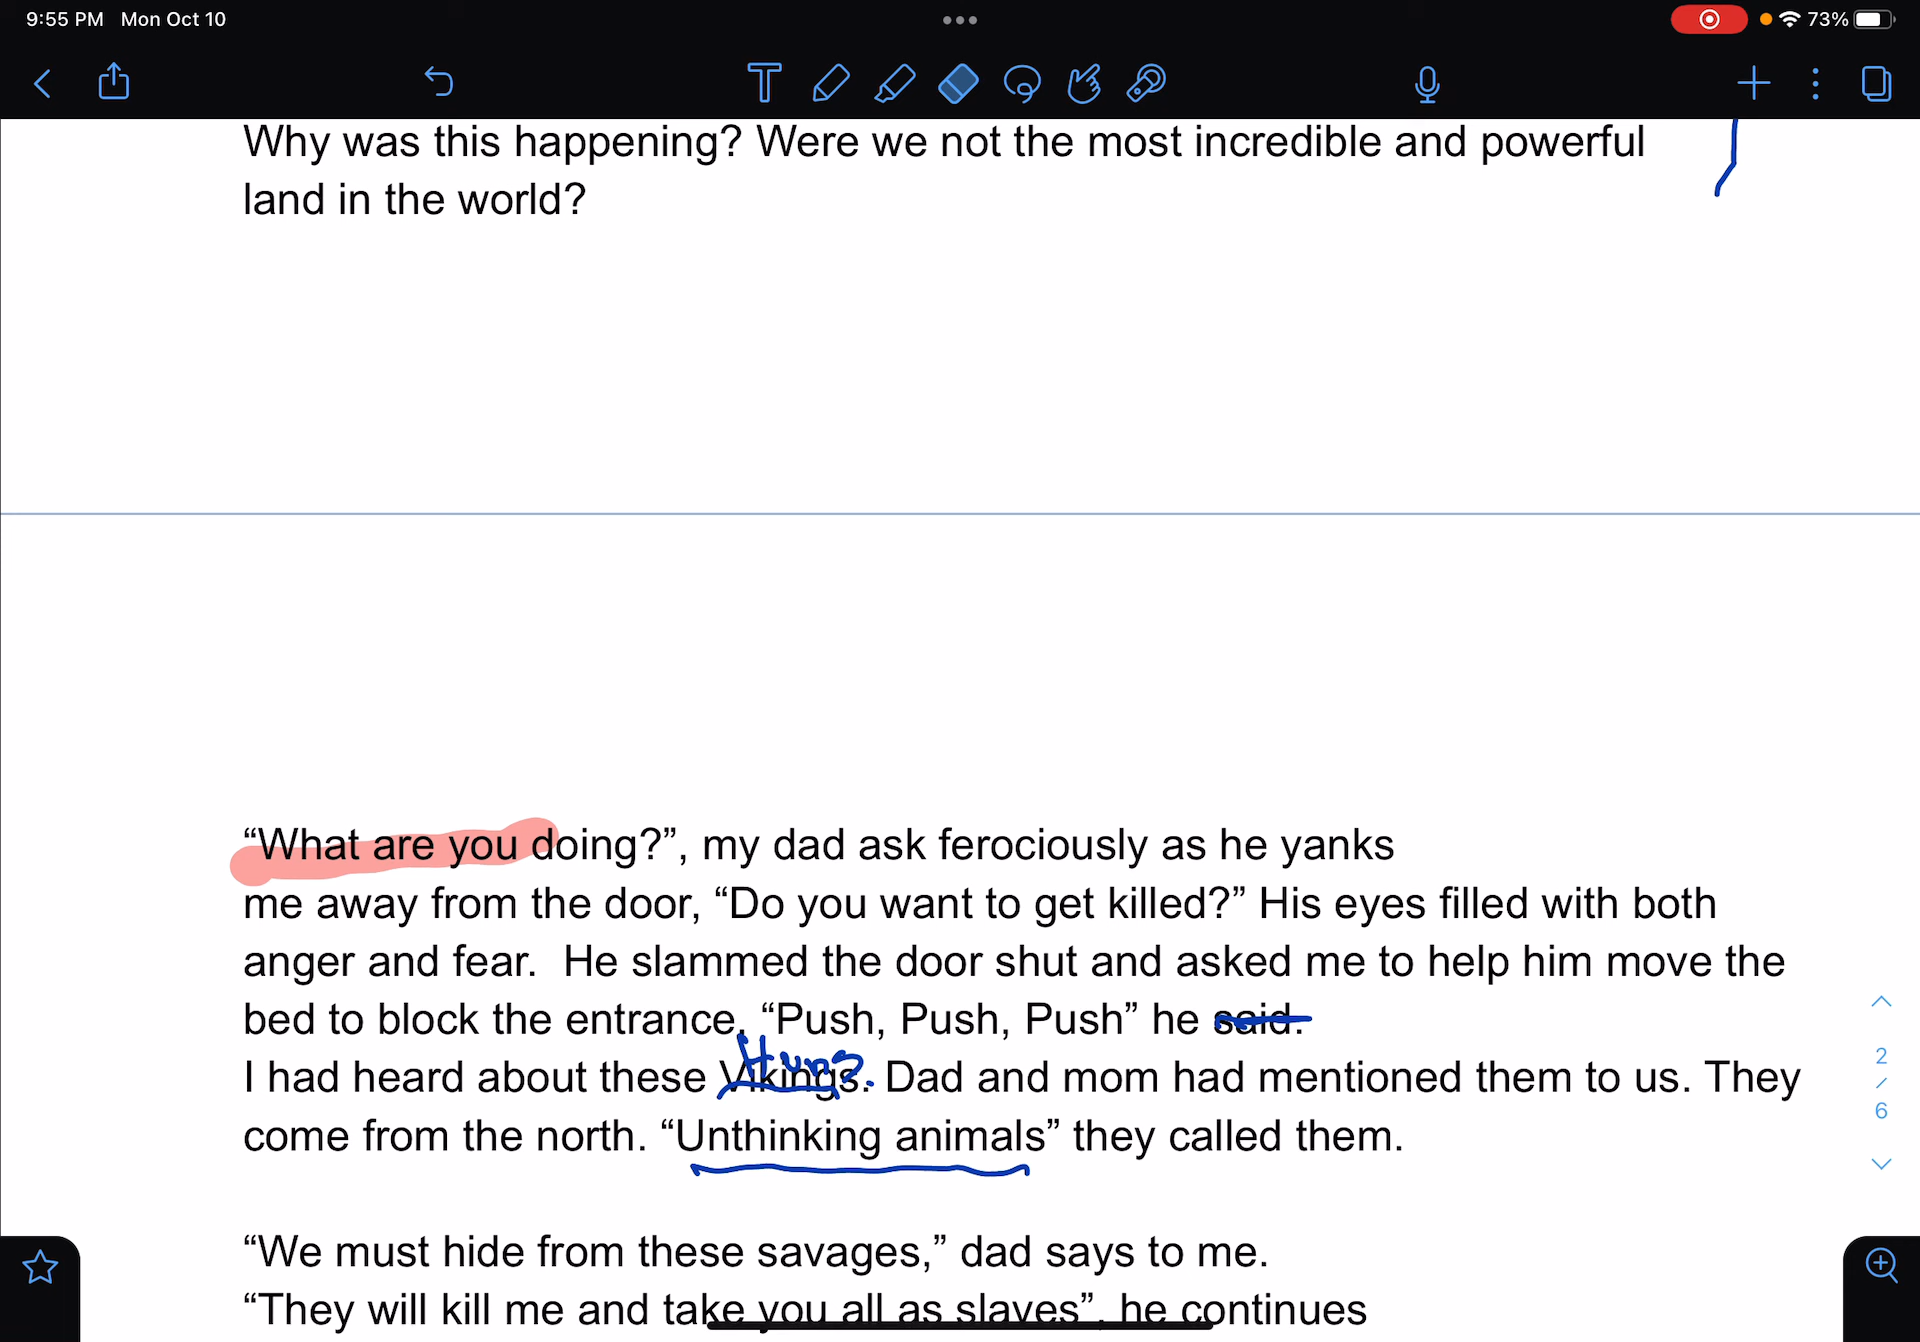 9:55 PM Mon Oct 10
73%
Why was this happening? Were we not the most incredible and powerful
land in the world?
“What are you doing?”, my dad ask ferociously as he yanks
me away from the door, “Do you want to get killed?” His eyes filled with both
anger and fear.  He slammed the door shut and asked me to help him move the
bed to block the entrance. “Push, Push, Push” he said.
Huns
I had heard about these Vikings. Dad and mom had mentioned them to us. They
come from the north. “Unthinking animals” they called them.
2
/
6
“We must hide from these savages,” dad says to me.
“They will kill me and take you all as slaves”, he continues